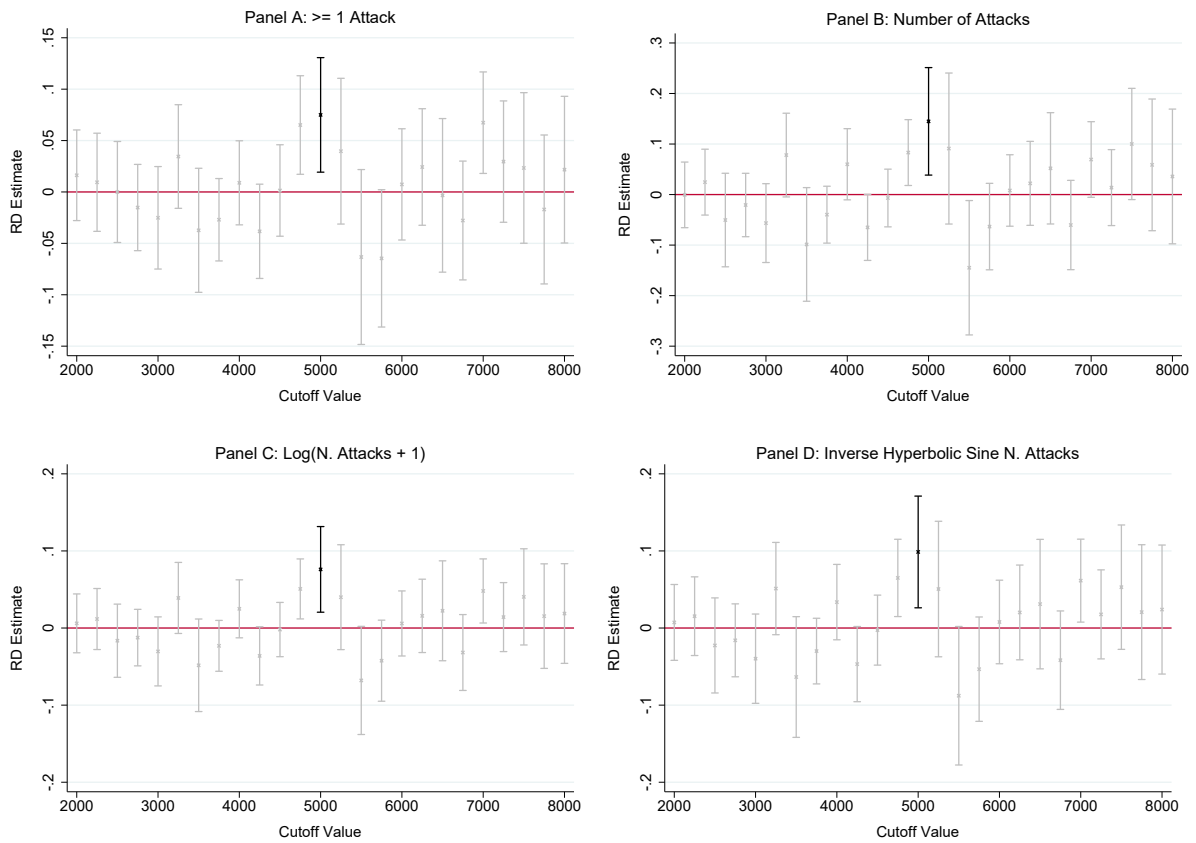 Panel A: >= 1 Attack
.15
.1
.05
0
-.05
-.1
-.15
RD Estimate
2000 3000 4000 5000 6000 7000 8000
Cutoff Value
Panel B: Number of Attacks
.3
.2
.1
0
-.1
-.2
-.3
RD Estimate
2000 3000 4000 5000 6000 7000 8000
Cutoff Value
Panel C: Log(N. Attacks + 1)
.2
.1
0
-.1
-.2
RD Estimate
2000 3000 4000 5000 6000 7000 8000
Cutoff Value
Panel D: Inverse Hyperbolic Sine N. Attacks
.2
.1
0
-.1
-.2
RD Estimate
2000 3000 4000 5000 6000 7000 8000
Cutoff Value